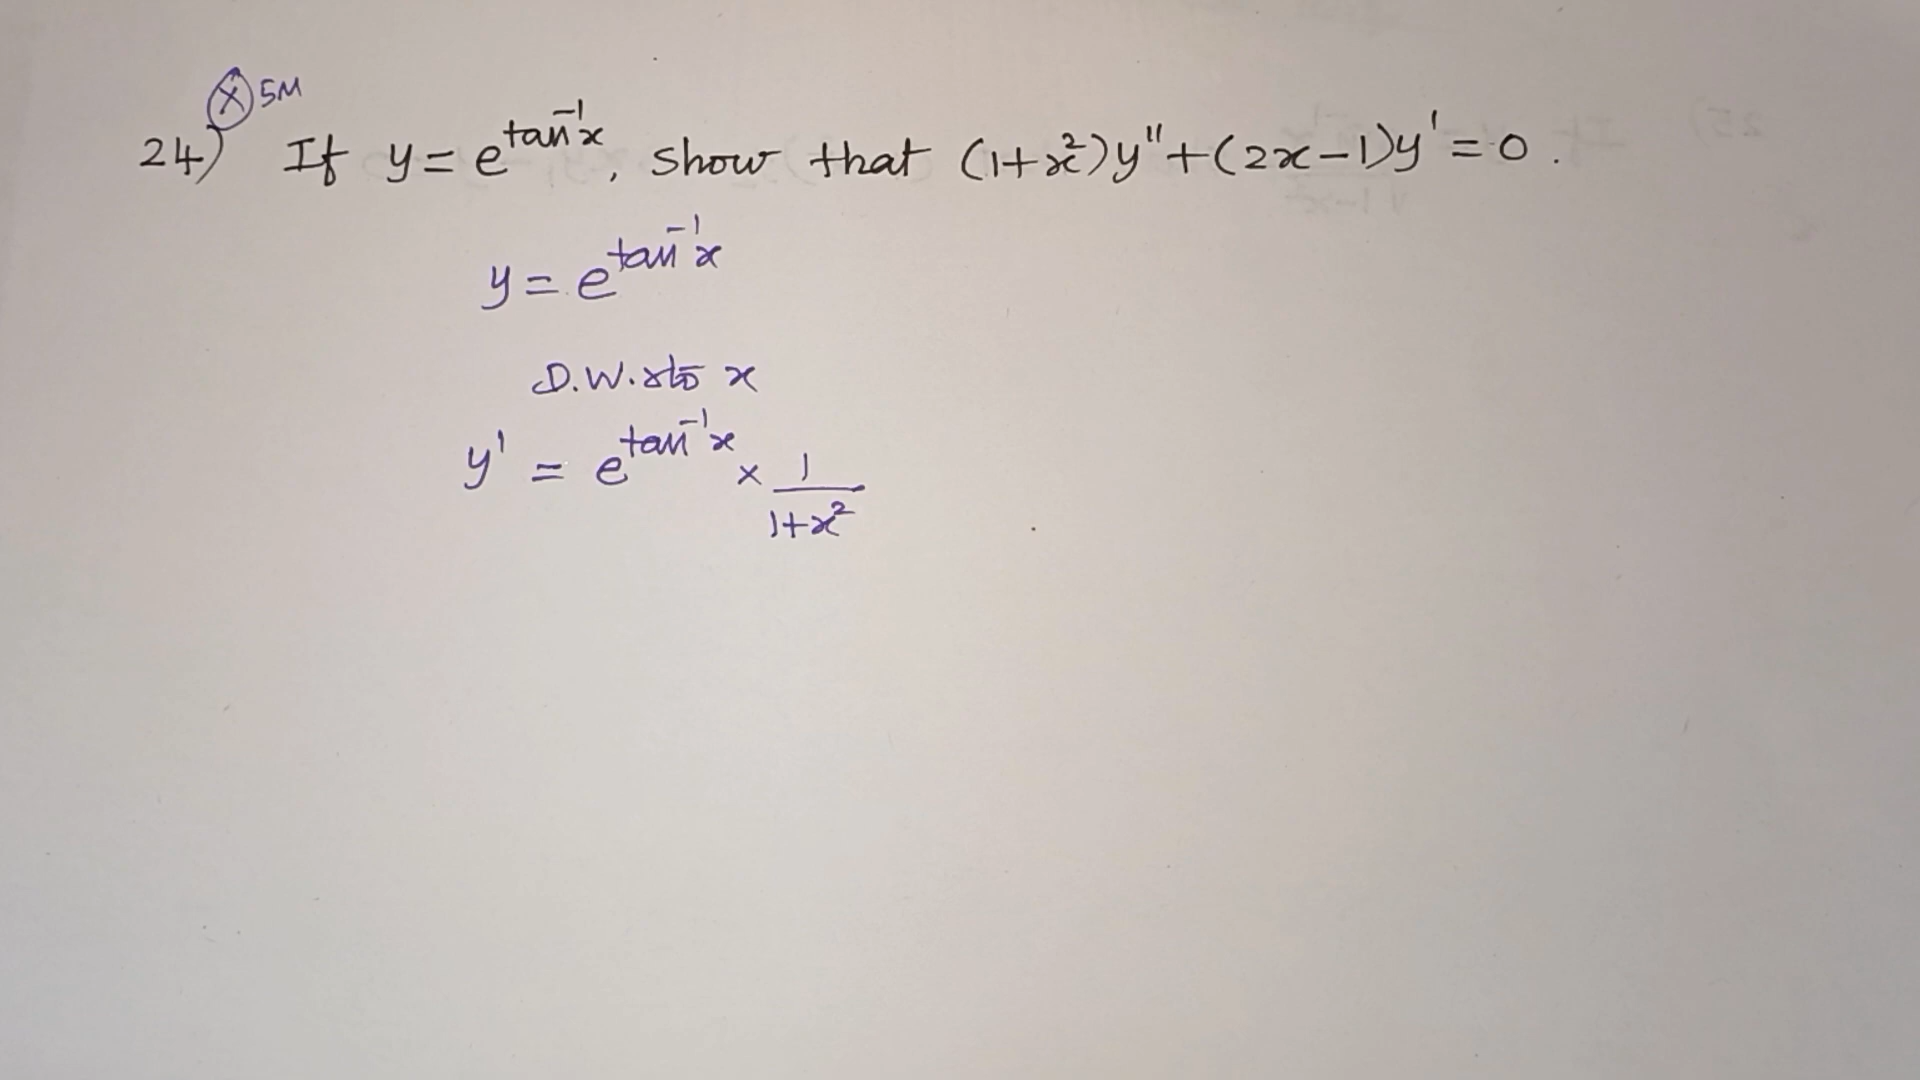 Ⓧ 5M
24) If y = e^{tan⁻¹x}, show that (1+x²)y'' + (2x−1)y' = 0.
y = e^{tan⁻¹x}
D.W.r to x
y' = e^{tan⁻¹x} × 1/(1+x²)